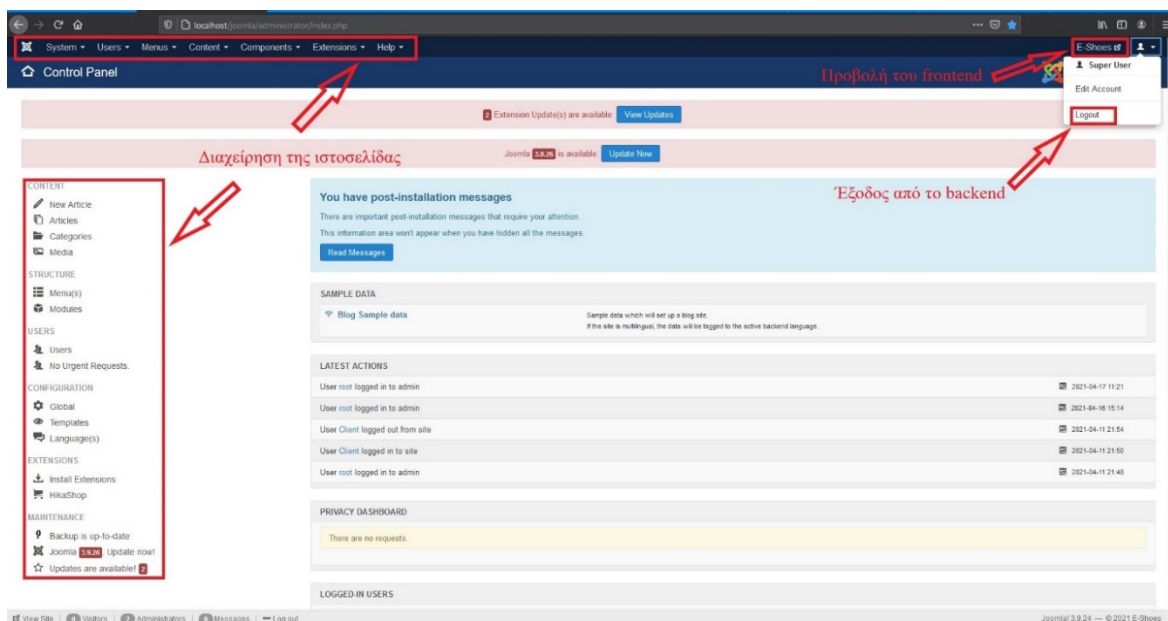 localhost/joomla/administrator/index.php
System Users Menus Content Components Extensions Help
E-Shoes
Control Panel
Προβολή του frontend
Super User
Edit Account
Logout
2 Extension Update(s) are available: View Updates
Διαχείρηση της ιστοσελίδας
Joomla 3.9.26 is available: Update Now
Έξοδος από το backend
CONTENT
New Article
Articles
Categories
Media
STRUCTURE
Menu(s)
Modules
USERS
Users
No Urgent Requests.
CONFIGURATION
Global
Templates
Language(s)
EXTENSIONS
Install Extensions
HikaShop
MAINTENANCE
Backup is up-to-date
Joomla 3.9.26, Update now!
Updates are available! 2
You have post-installation messages
There are important post-installation messages that require your attention.
This information area won't appear when you have hidden all the messages.
Read Messages
SAMPLE DATA
Blog Sample data
Sample data which will set up a blog site.
If the site is multilingual, the data will be tagged to the active backend language.
LATEST ACTIONS
User root logged in to admin 2021-04-17 11:21
User root logged in to admin 2021-04-16 15:14
User Client logged out from site 2021-04-11 21:54
User Client logged in to site 2021-04-11 21:50
User root logged in to admin 2021-04-11 21:48
PRIVACY DASHBOARD
There are no requests.
LOGGED-IN USERS
View Site 0 Visitors Administrators Messages Log out
Joomla! 3.9.24 — © 2021 E-Shoes